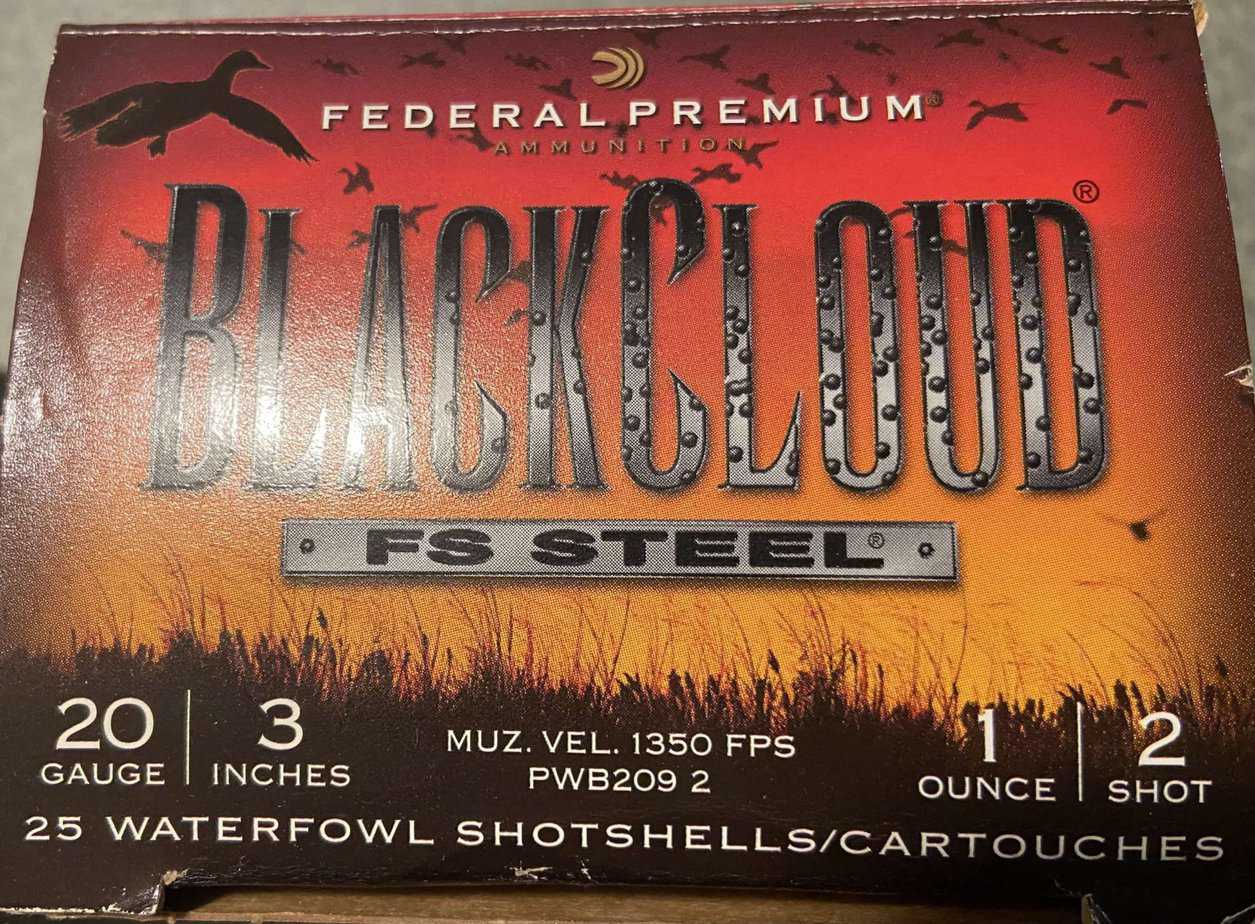 FEDERAL PREMIUM®
AMMUNITION
BLACKCLOUD®
FS STEEL®
20 GAUGE | 3 INCHES
MUZ. VEL. 1350 FPS
PWB209 2
1 OUNCE | 2 SHOT
25 WATERFOWL SHOTSHELLS/CARTOUCHES